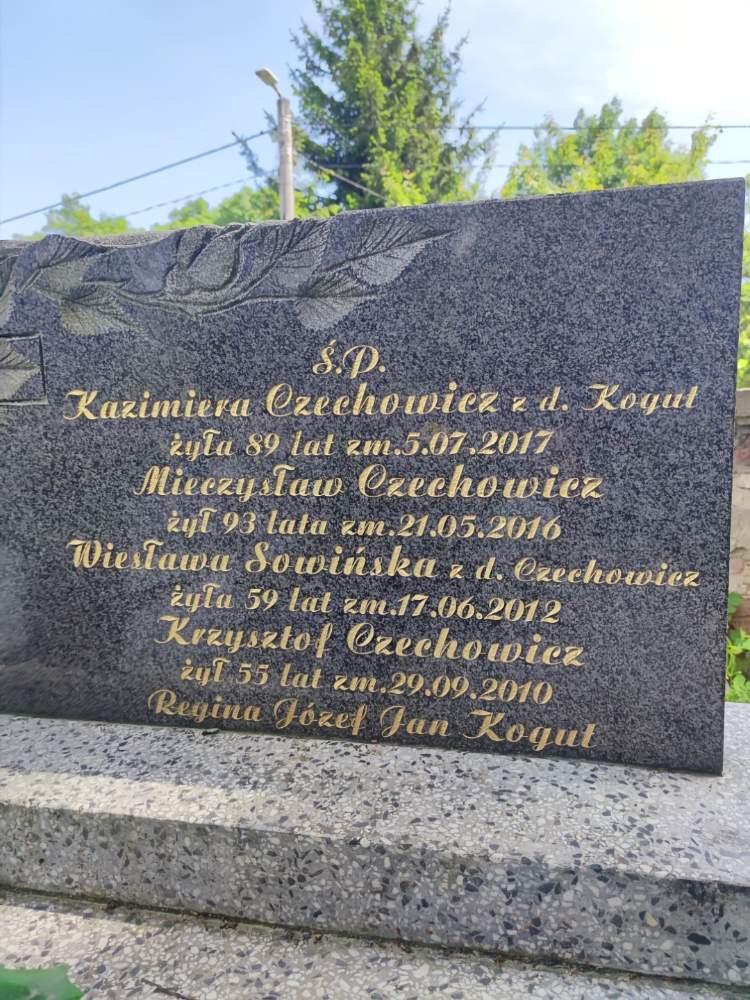 Ś.P.
Kazimiera Czechowicz z d. Kogut
żyła 89 lat zm.5.07.2017
Mieczysław Czechowicz
żył 93 lata zm.21.05.2016
Wiesława Sowińska z d. Czechowicz
żyła 59 lat zm.17.06.2012
Krzysztof Czechowicz
żył 55 lat zm.29.09.2010
Regina Józef Jan Kogut